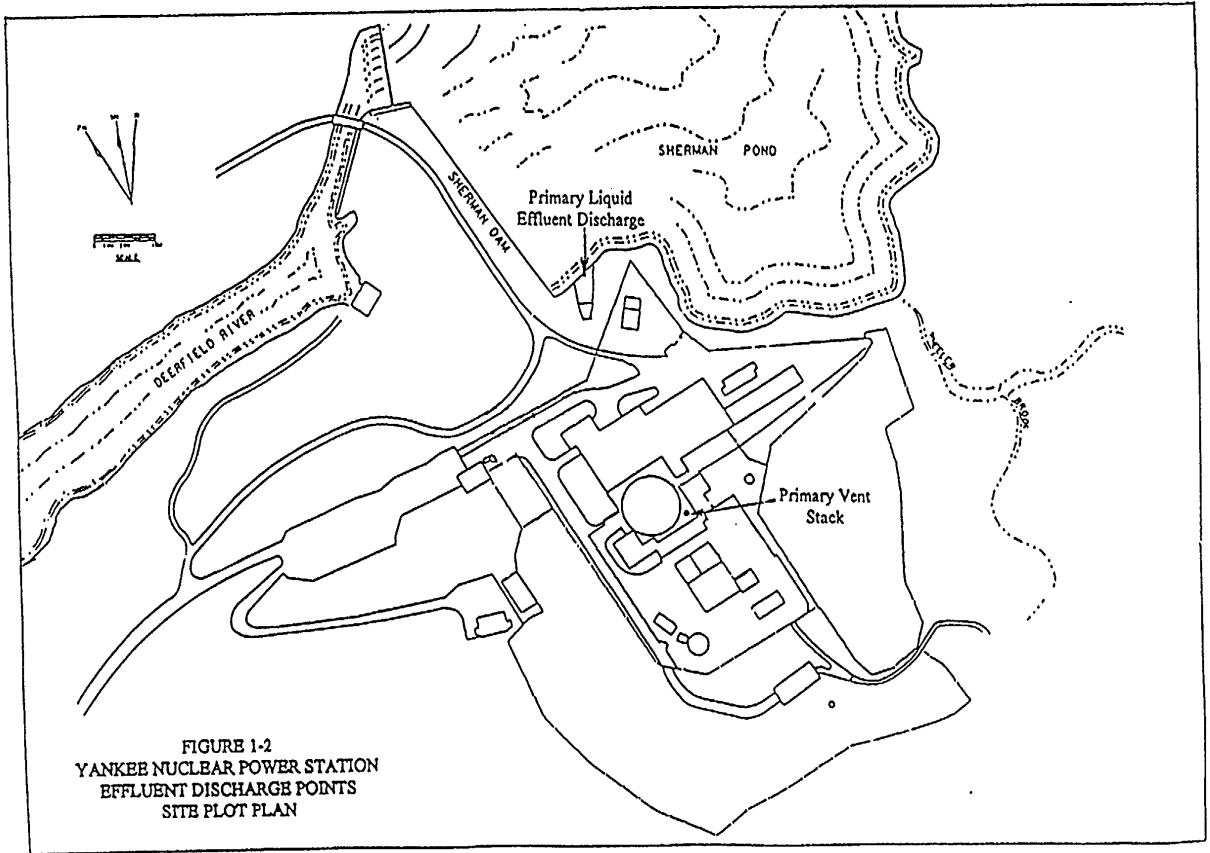 SHERMAN POND
Primary Liquid
Effluent Discharge
SHERMAN DAM
DEERFIELD RIVER
BROOK
Primary Vent
Stack
FIGURE 1-2
YANKEE NUCLEAR POWER STATION
EFFLUENT DISCHARGE POINTS
SITE PLOT PLAN